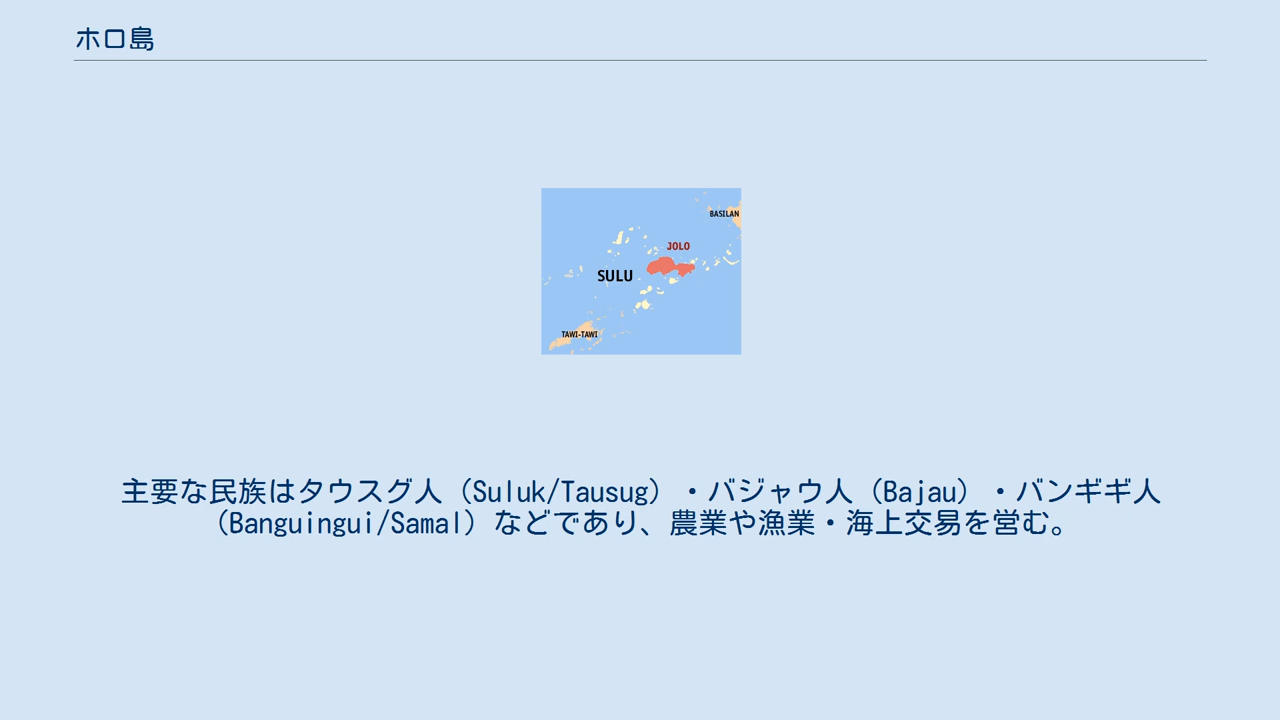 ホロ島
BASILAN
JOLO
SULU
TAWI-TAWI
主要な民族はタウスグ人（Suluk/Tausug）・バジャウ人（Bajau）・バンギギ人
（Banguingui/Samal）などであり、農業や漁業・海上交易を営む。